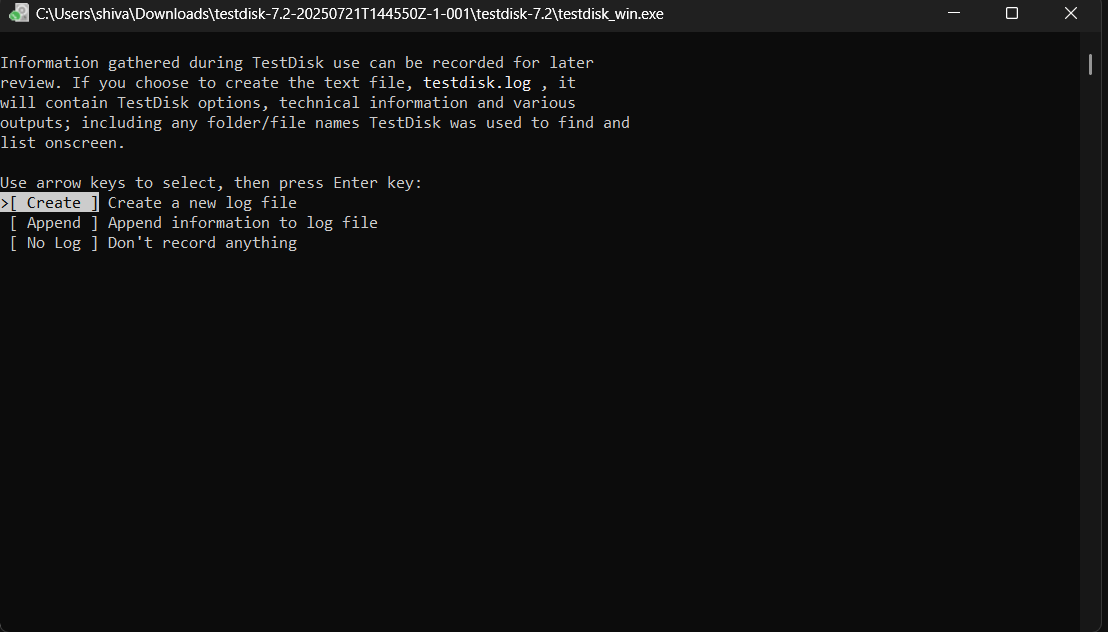 C:\Users\shiva\Downloads\testdisk-7.2-20250721T144550Z-1-001\testdisk-7.2\testdisk_win.exe
Information gathered during TestDisk use can be recorded for later
review. If you choose to create the text file, testdisk.log , it
will contain TestDisk options, technical information and various
outputs; including any folder/file names TestDisk was used to find and
list onscreen.
Use arrow keys to select, then press Enter key:
>[ Create ] Create a new log file
[ Append ] Append information to log file
[ No Log ] Don't record anything